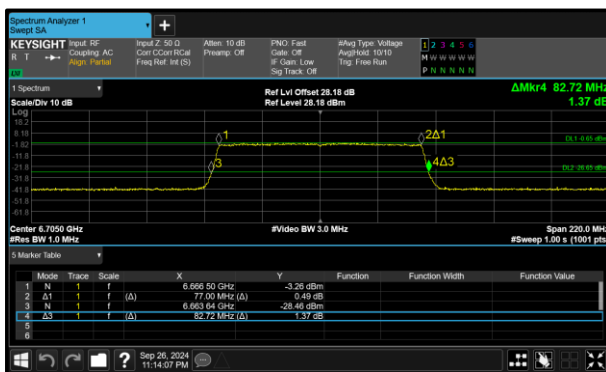 Spectrum Analyzer 1
Swept SA
+
KEYSIGHT Input: RF Input Z: 50 Ω Atten: 10 dB PNO: Fast #Avg Type: Voltage 1 2 3 4 5 6
R T Coupling: AC Corr CCorr RCal Preamp: Off Gate: Off Avg|Hold: 10/10 M W W W W W
Align: Partial Freq Ref: Int (S) IF Gain: Low Trig: Free Run
Sig Track: Off P N N N N N
1 Spectrum Ref Lvl Offset 28.18 dB ΔMkr4 82.72 MHz
Scale/Div 10 dB Ref Level 28.18 dBm 1.37 dB
Log
18.2
8.18
-1.82
-11.8
-21.8
-31.8
-41.8
-51.8
-61.8
1 2Δ1
DL1 -0.65 dBm
3 4Δ3
DL2 -26.65 dBm
Center 6.7050 GHz #Video BW 3.0 MHz Span 220.0 MHz
#Res BW 1.0 MHz #Sweep 1.00 s (1001 pts)
5 Marker Table
Mode Trace Scale X Y Function Function Width Function Value
1 N 1 f 6.666 50 GHz -3.26 dBm
2 Δ1 1 f (Δ) 77.00 MHz (Δ) 0.49 dB
3 N 1 f 6.663 64 GHz -28.46 dBm
4 Δ3 1 f (Δ) 82.72 MHz (Δ) 1.37 dB
5
6
? Sep 26, 2024
11:14:07 PM